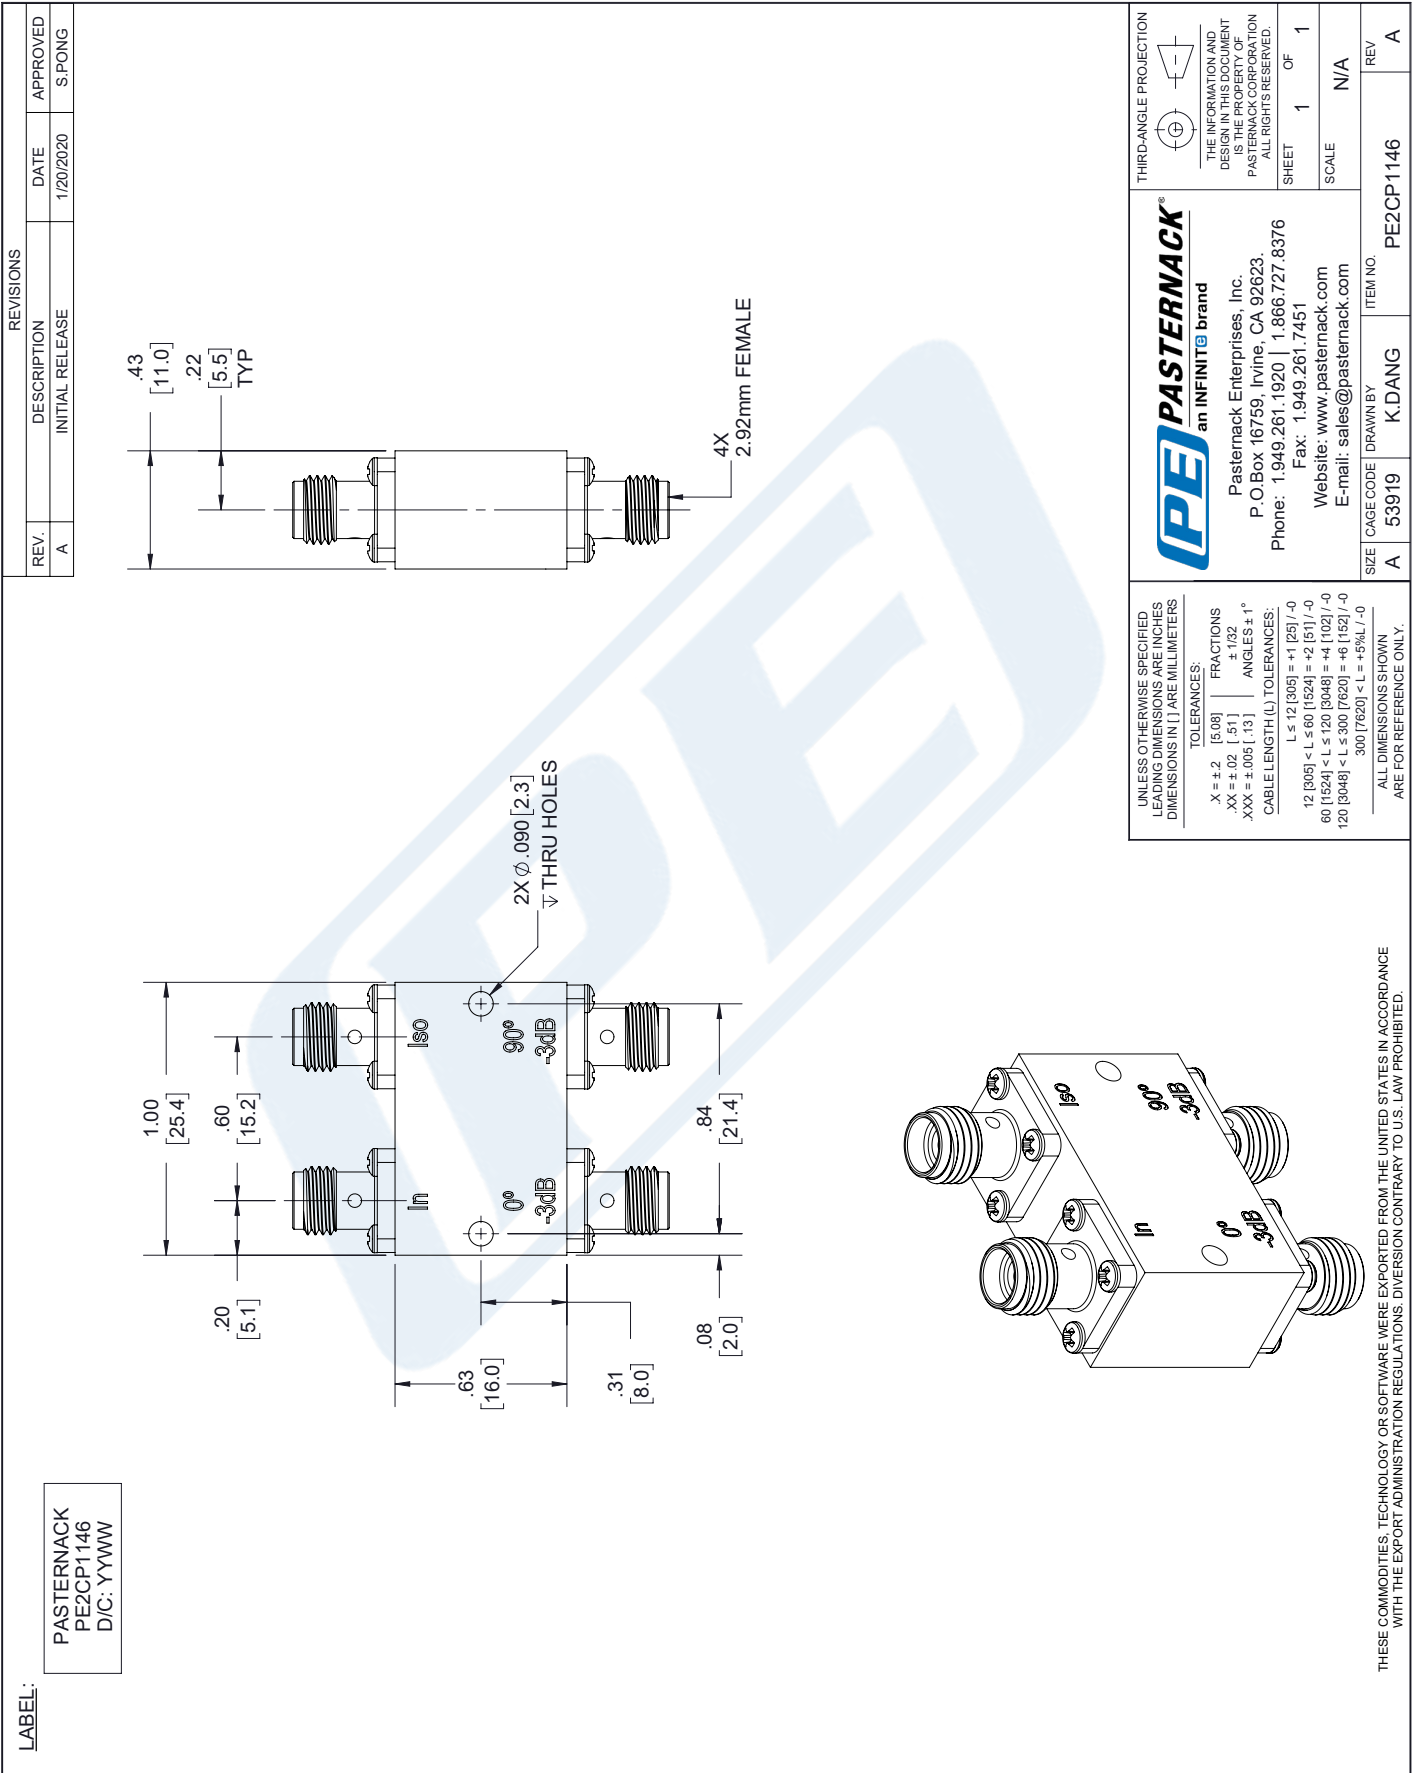 LABEL:
PASTERNACK
PE2CP1146
D/C: YYWW
REVISIONS
REV. DESCRIPTION DATE APPROVED
A INITIAL RELEASE 1/20/2020 S.PONG
1.00
[25.4]
.60
[15.2]
.20
[5.1]
.63
[16.0]
.31
[8.0]
.08
[2.0]
.84
[21.4]
In
Iso
0°
-3dB
90°
-3dB
2X ⌀ .090 [2.3]
↧ THRU HOLES
.43
[11.0]
.22
[5.5]
TYP
4X
2.92mm FEMALE
In
Iso
0°
-3dB
90°
-3dB
PE
UNLESS OTHERWISE SPECIFIED
LEADING DIMENSIONS ARE INCHES
DIMENSIONS IN [ ] ARE MILLIMETERS
TOLERANCES:
.X = ± .2 [5.08] FRACTIONS
.XX = ± .02 [ .51 ] ± 1/32
.XXX = ± .005 [ .13 ] ANGLES ± 1°
CABLE LENGTH (L) TOLERANCES:
L ≤ 12 [305] = +1 [25] / -0
12 [305] < L ≤ 60 [1524] = +2 [51] / -0
60 [1524] < L ≤ 120 [3048] = +4 [102] / -0
120 [3048] < L ≤ 300 [7620] = +6 [152] / -0
300 [7620] < L = +5%L / -0
ALL DIMENSIONS SHOWN
ARE FOR REFERENCE ONLY.
PE PASTERNACK®
an INFINITe brand
Pasternack Enterprises, Inc.
P.O.Box 16759, Irvine, CA 92623.
Phone: 1.949.261.1920 | 1.866.727.8376
Fax: 1.949.261.7451
Website: www.pasternack.com
E-mail: sales@pasternack.com
THIRD-ANGLE PROJECTION
THE INFORMATION AND
DESIGN IN THIS DOCUMENT
IS THE PROPERTY OF
PASTERNACK CORPORATION
ALL RIGHTS RESERVED.
SHEET 1 OF 1
SCALE N/A
SIZE A
CAGE CODE 53919
DRAWN BY K.DANG
ITEM NO. PE2CP1146
REV A
THESE COMMODITIES, TECHNOLOGY OR SOFTWARE WERE EXPORTED FROM THE UNITED STATES IN ACCORDANCE
WITH THE EXPORT ADMINISTRATION REGULATIONS. DIVERSION CONTRARY TO U.S. LAW PROHIBITED.